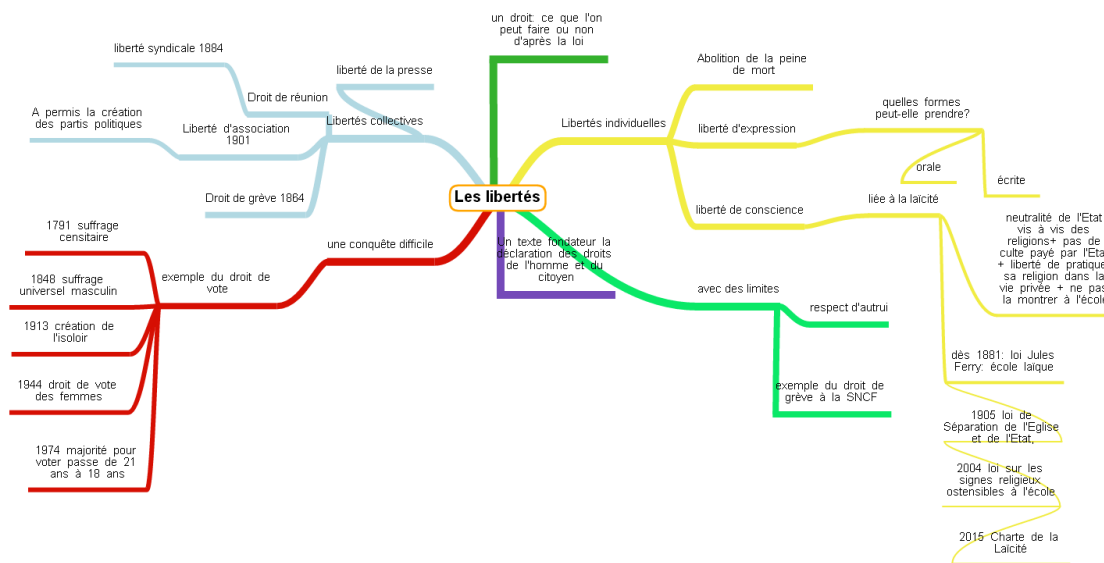 un droit: ce que l'on
peut faire ou non
d'après la loi
liberté syndicale 1884
liberté de la presse
Droit de réunion
A permis la création
des partis politiques
Liberté d'association
1901
Libertés collectives
Droit de grève 1864
Les libertés
Libertés individuelles
Abolition de la peine
de mort
liberté d'expression
quelles formes
peut-elle prendre?
orale
écrite
liberté de conscience
liée à la laïcité
neutralité de l'Etat
vis à vis des
religions+ pas de
culte payé par l'Etat
+ liberté de pratique
sa religion dans la
vie privée + ne pas
la montrer à l'école
dés 1881: loi Jules
Ferry: école laïque
1905 loi de
Séparation de l'Eglise
et de l'Etat,
2004 loi sur les
signes religieux
ostensibles à l'école
2015 Charte de la
Laïcité
une conquête difficile
exemple du droit de
vote
1791 suffrage
censitaire
1848 suffrage
universel masculin
1913 création de
l'isoloir
1944 droit de vote
des femmes
1974 majorité pour
voter passe de 21
ans à 18 ans
Un texte fondateur la
déclaration des droits
de l'homme et du
citoyen
avec des limites
respect d'autrui
exemple du droit de
grève à la SNCF